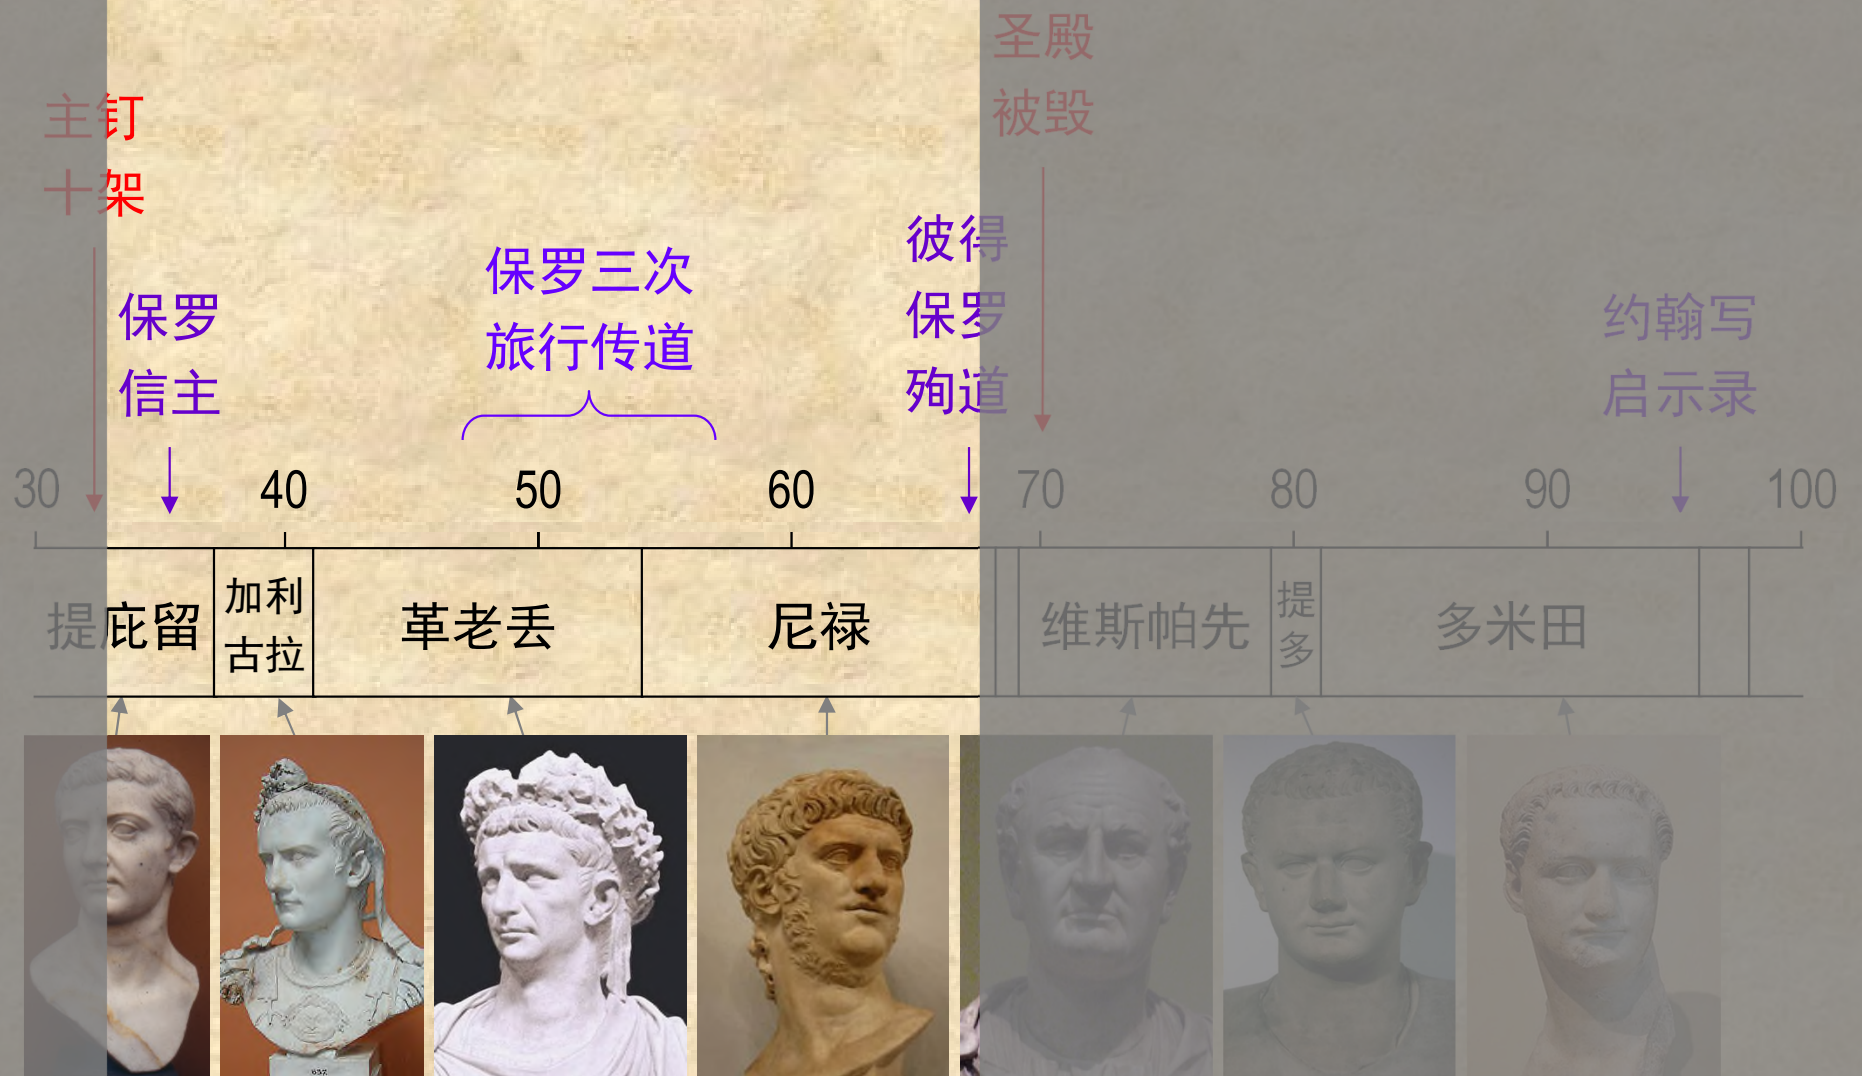 圣殿
被毁
主钉
十架
彼得
保罗
殉道
保罗三次
旅行传道
保罗
信主
约翰写
启示录
30 40 50 60 70 80 90 100
提庇留
加利
古拉
革老丢
尼禄
维斯帕先
提
多
多米田